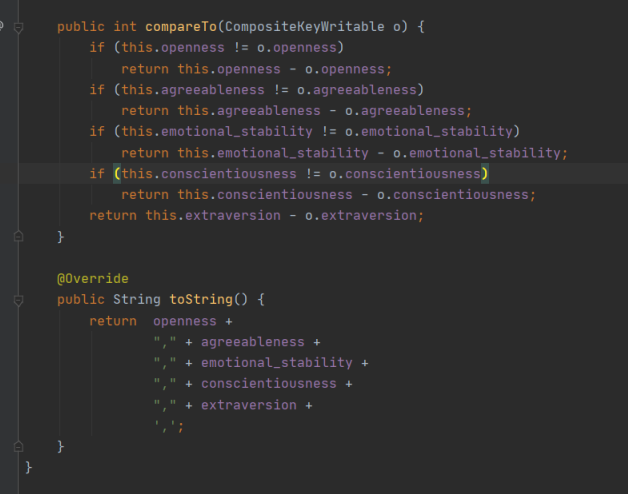 public int compareTo(CompositeKeyWritable o) {
if (this.openness != o.openness)
return this.openness - o.openness;
if (this.agreeableness != o.agreeableness)
return this.agreeableness - o.agreeableness;
if (this.emotional_stability != o.emotional_stability)
return this.emotional_stability - o.emotional_stability;
if (this.conscientiousness != o.conscientiousness)
return this.conscientiousness - o.conscientiousness;
return this.extraversion - o.extraversion;
}
@Override
public String toString() {
return  openness +
"," + agreeableness +
"," + emotional_stability +
"," + conscientiousness +
"," + extraversion +
',';
}
}